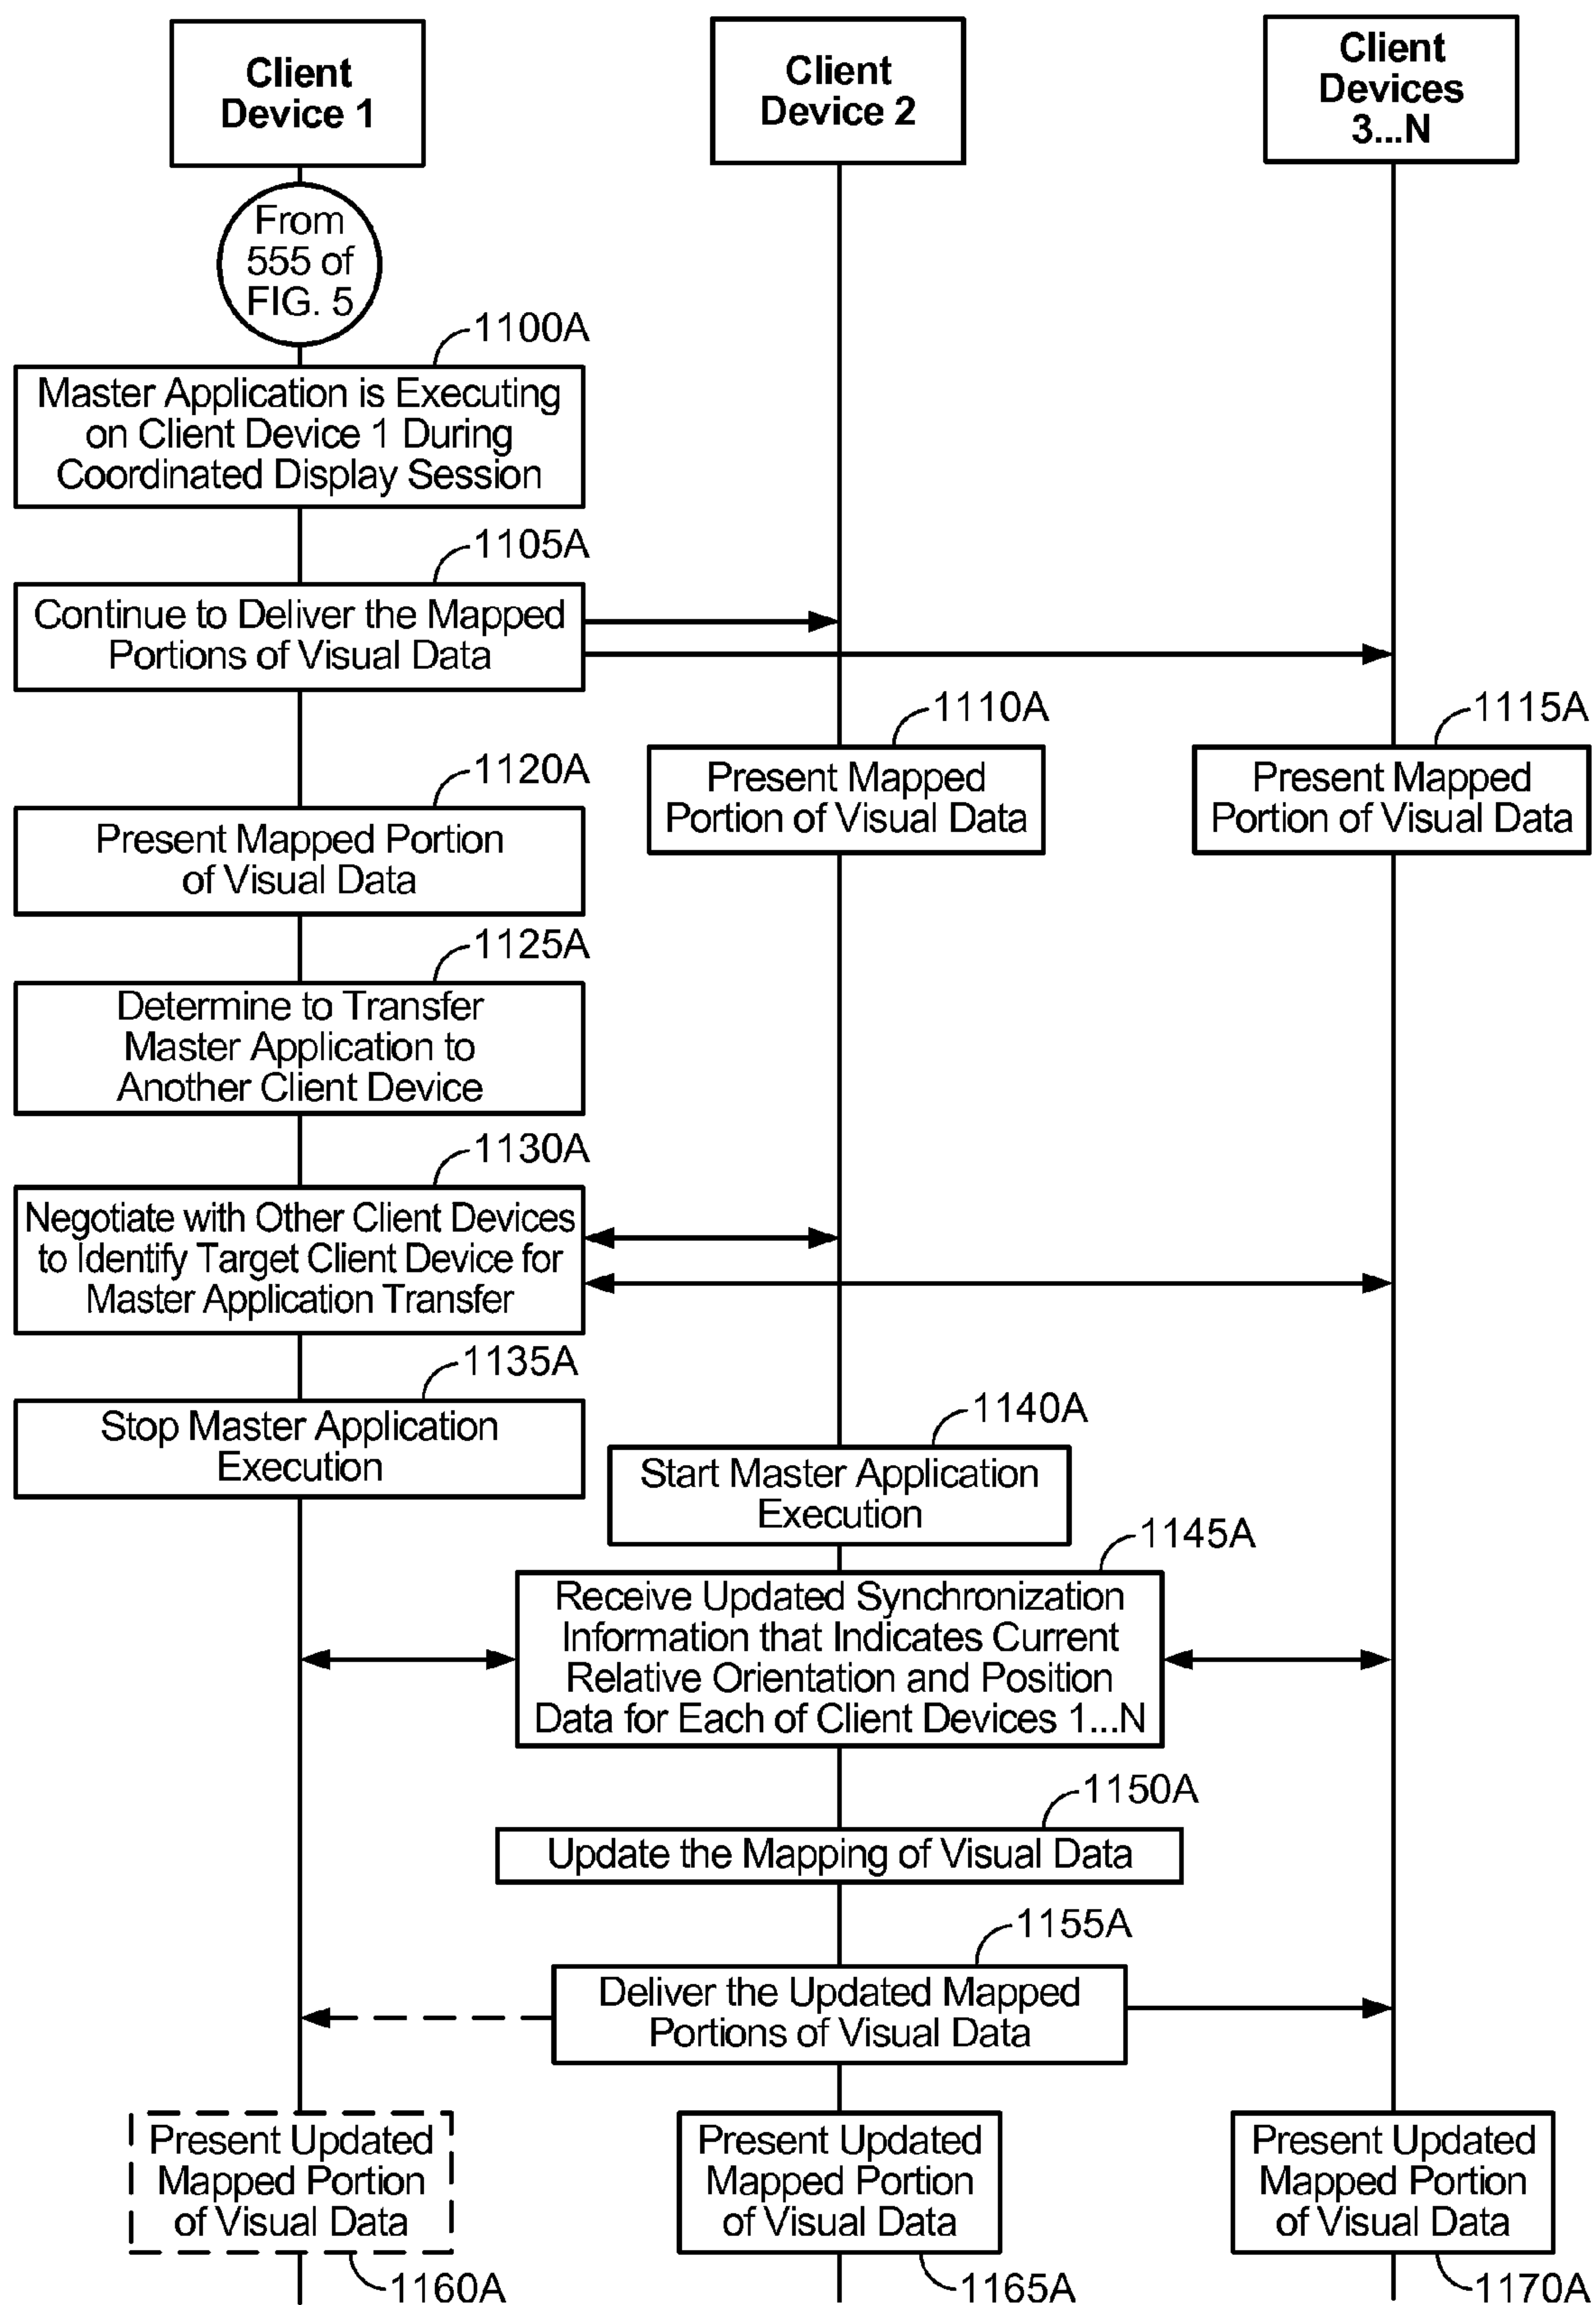 Client
Device 1
Client
Device 2
Client
Devices
3...N
From
555 of
FIG. 5
1100A
Master Application is Executing
on Client Device 1 During
Coordinated Display Session
1105A
Continue to Deliver the Mapped
Portions of Visual Data
1110A
Present Mapped
Portion of Visual Data
1115A
Present Mapped
Portion of Visual Data
1120A
Present Mapped Portion
of Visual Data
1125A
Determine to Transfer
Master Application to
Another Client Device
1130A
Negotiate with Other Client Devices
to Identify Target Client Device for
Master Application Transfer
1135A
Stop Master Application
Execution
1140A
Start Master Application
Execution
1145A
Receive Updated Synchronization
Information that Indicates Current
Relative Orientation and Position
Data for Each of Client Devices 1...N
1150A
Update the Mapping of Visual Data
1155A
Deliver the Updated Mapped
Portions of Visual Data
Present Updated
Mapped Portion
of Visual Data
1160A
Present Updated
Mapped Portion
of Visual Data
1165A
Present Updated
Mapped Portion
of Visual Data
1170A